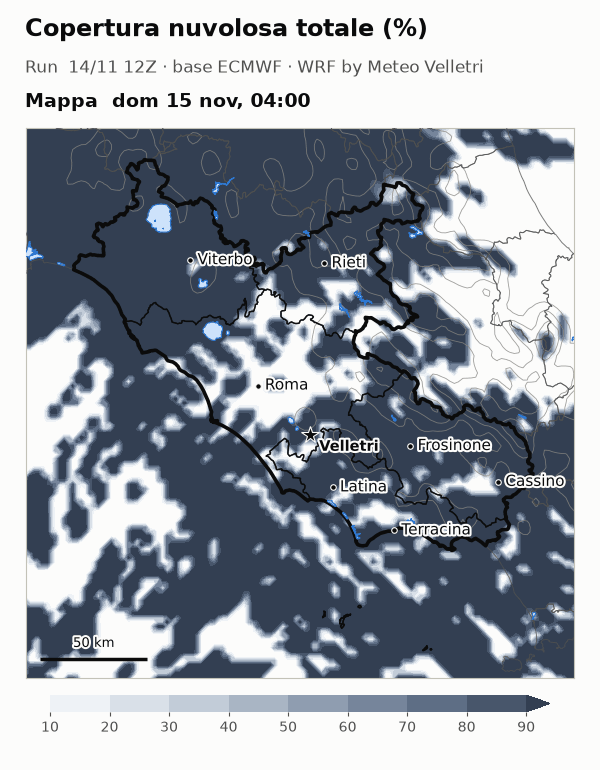 Copertura nuvolosa totale (%)
Run  14/11 12Z · base ECMWF · WRF by Meteo Velletri
Mappa  dom 15 nov, 04:00
Viterbo
Rieti
Roma
Velletri
Frosinone
Cassino
Latina
Terracina
50 km
10 20 30 40 50 60 70 80 90